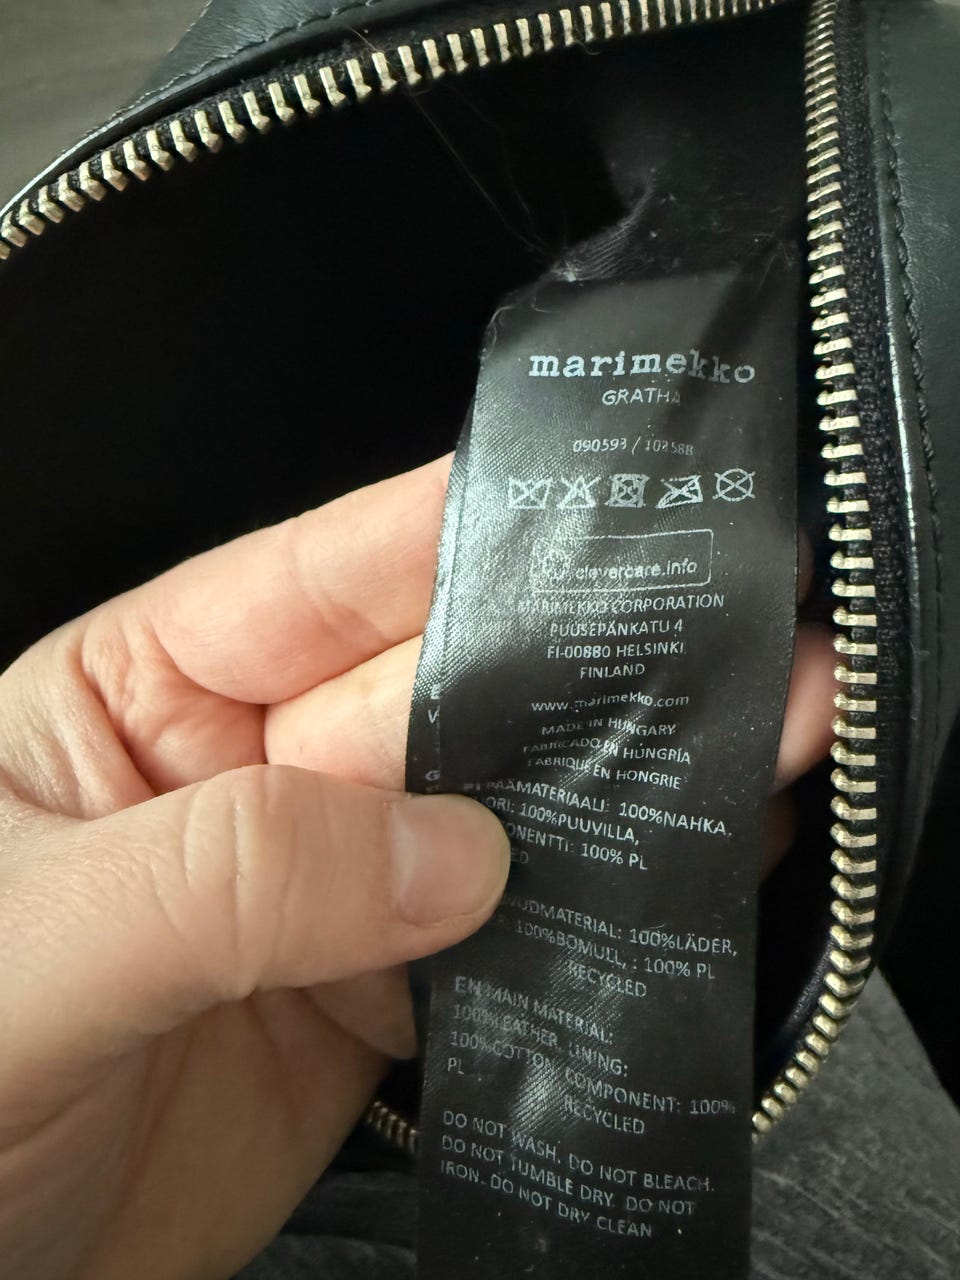 marimekko
GRATHA
090593 / 108588
clevercare.info
MARIMEKKO CORPORATION
PUUSEPÄNKATU 4
FI-00880 HELSINKI
FINLAND
www.marimekko.com
MADE IN HUNGARY
FABRICADO EN HUNGRÍA
FABRIQUÉ EN HONGRIE
FI PÄÄMATERIAALI: 100%NAHKA,
100%PUUVILLA,
100% PL
100%LÄDER,
100%BOMULL, : 100% PL
RECYCLED
EN MAIN MATERIAL:
100%LEATHER, LINING:
100%COTTON, COMPONENT: 100%
PL RECYCLED
DO NOT WASH. DO NOT BLEACH.
DO NOT TUMBLE DRY. DO NOT
IRON. DO NOT DRY CLEAN